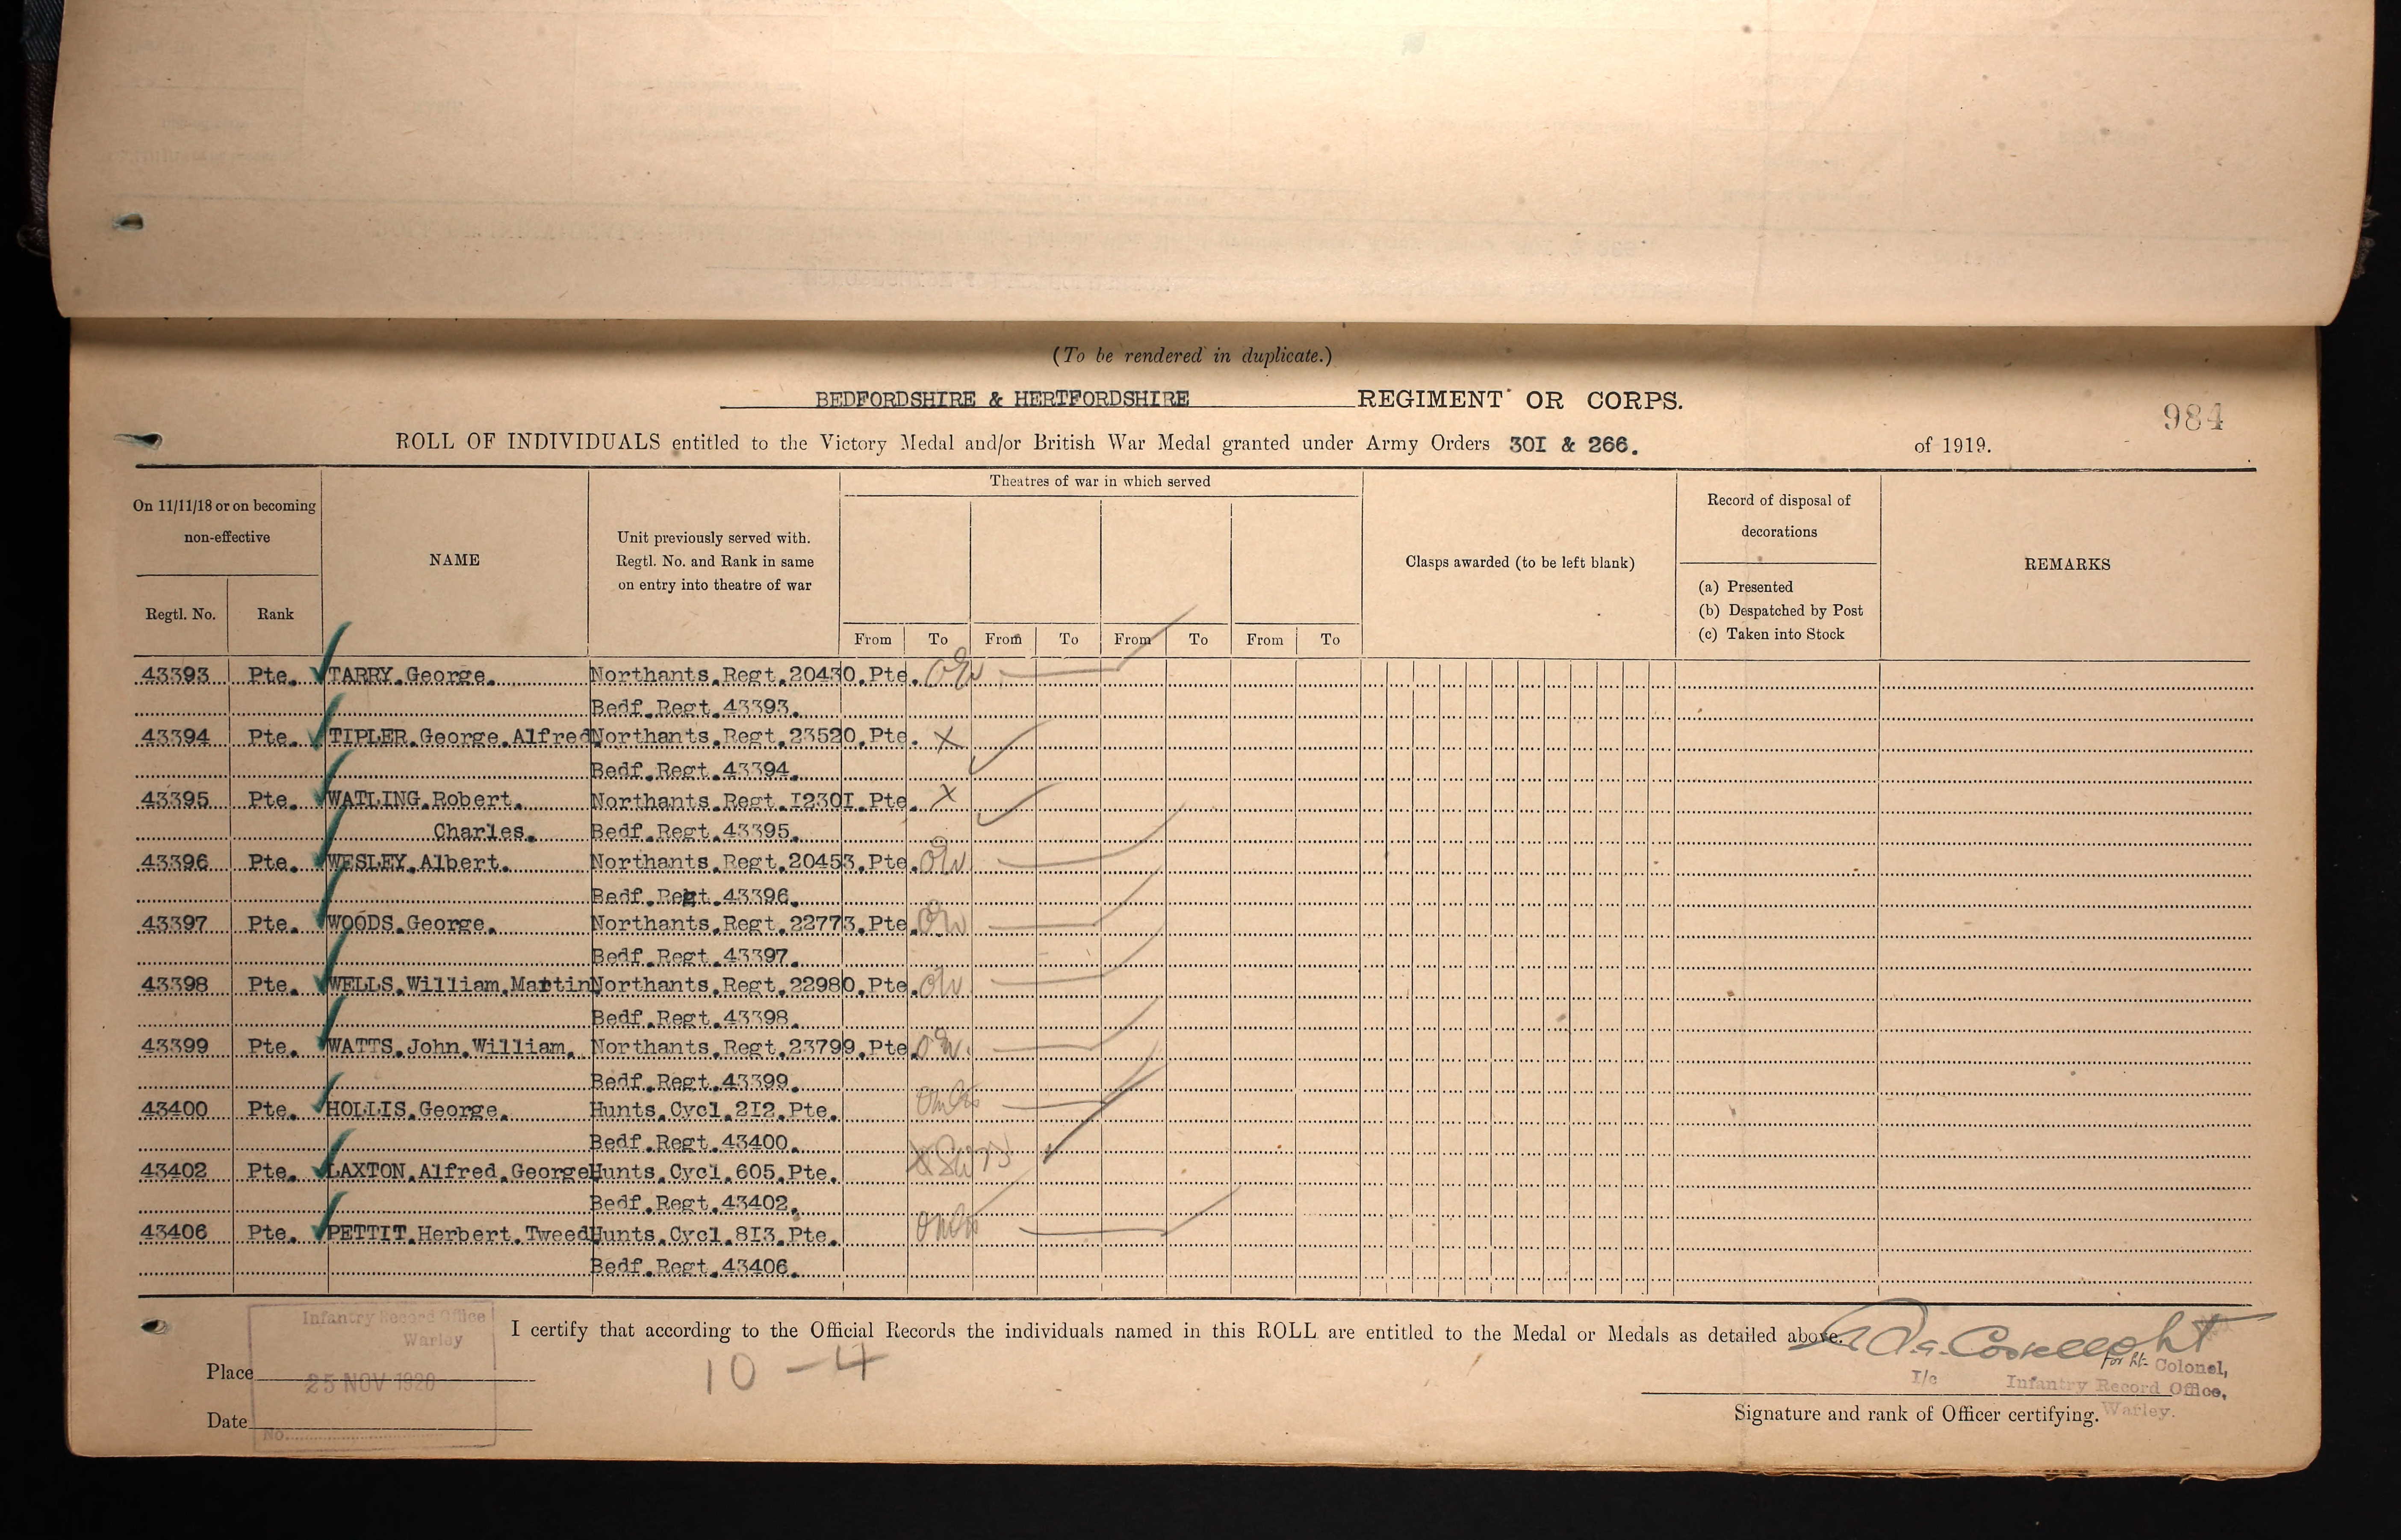 (To be rendered in duplicate.)
BEDFORDSHIRE & HERTFORDSHIRE REGIMENT OR CORPS.
984
ROLL OF INDIVIDUALS entitled to the Victory Medal and/or British War Medal granted under Army Orders 30I & 266. of 1919.
On 11/11/18 or on becoming non-effective
Regtl. No.
Rank
NAME
Unit previously served with. Regtl. No. and Rank in same on entry into theatre of war
Theatres of war in which served
From To From To From To From To
Clasps awarded (to be left blank)
Record of disposal of decorations
(a) Presented
(b) Despatched by Post
(c) Taken into Stock
REMARKS
43393 Pte. TARRY.George. Northants.Regt.20430.Pte.
Bedf.Regt.43393.
43394 Pte. TIPLER.George.Alfred Northants.Regt.23520.Pte. X
Bedf.Regt.43394.
43395 Pte. WATLING.Robert. Northants.Regt.I230I.Pte. X
Charles. Bedf.Regt.43395.
43396 Pte. WESLEY.Albert. Northants.Regt.20453.Pte.
Bedf.Regt.43396.
43397 Pte. WOODS.George. Northants.Regt.22773.Pte.
Bedf.Regt.43397.
43398 Pte. WELLS.William.Martin Northants.Regt.22980.Pte.
Bedf.Regt.43398.
43399 Pte. WATTS.John.William. Northants.Regt.23799.Pte.
Bedf.Regt.43399.
43400 Pte. HOLLIS.George. Hunts.Cycl.2I2.Pte.
Bedf.Regt.43400.
43402 Pte. LAXTON.Alfred.George Hunts.Cycl.605.Pte.
Bedf.Regt.43402.
43406 Pte. PETTIT.Herbert.Tweed Hunts.Cycl.8I3.Pte.
Bedf.Regt.43406.
I certify that according to the Official Records the individuals named in this ROLL are entitled to the Medal or Medals as detailed above.
Infantry Record Office
Warley
25 NOV 1920
No.
Place
Date
10 - 4
for Lt- Colonel,
I/c Infantry Record Office,
Warley.
Signature and rank of Officer certifying.